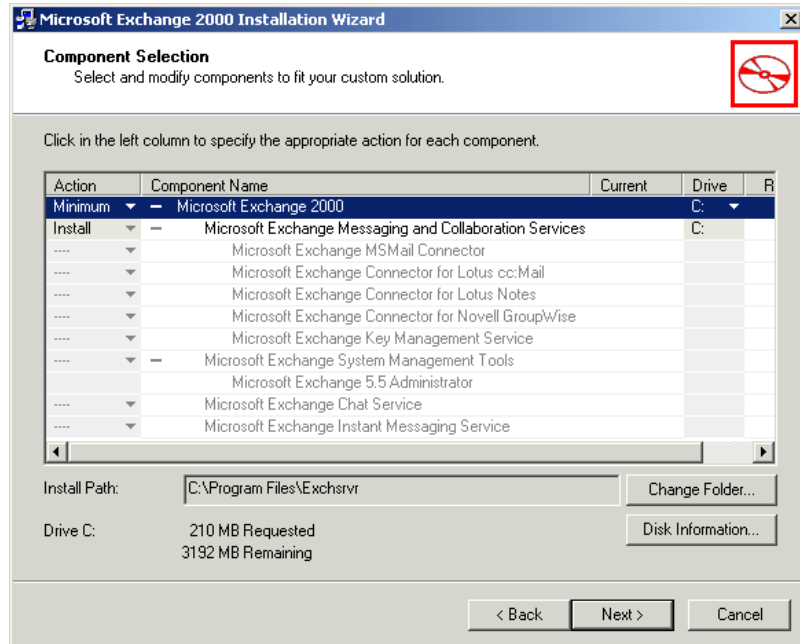 Microsoft Exchange 2000 Installation Wizard
Component Selection
Select and modify components to fit your custom solution.
Click in the left column to specify the appropriate action for each component.
Action Component Name Current Drive R
Minimum Microsoft Exchange 2000 C:
Install Microsoft Exchange Messaging and Collaboration Services C:
---- Microsoft Exchange MSMail Connector
---- Microsoft Exchange Connector for Lotus cc:Mail
---- Microsoft Exchange Connector for Lotus Notes
---- Microsoft Exchange Connector for Novell GroupWise
---- Microsoft Exchange Key Management Service
---- Microsoft Exchange System Management Tools
Microsoft Exchange 5.5 Administrator
---- Microsoft Exchange Chat Service
---- Microsoft Exchange Instant Messaging Service
Install Path: C:\Program Files\Exchsrvr Change Folder...
Drive C: 210 MB Requested Disk Information...
3192 MB Remaining
< Back Next > Cancel